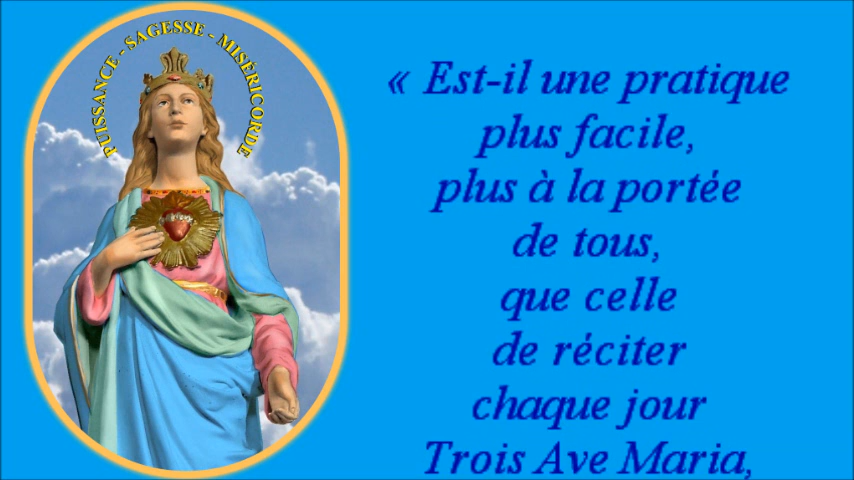 PUISSANCE - SAGESSE - MISÉRICORDE
« Est-il une pratique
plus facile,
plus à la portée
de tous,
que celle
de réciter
chaque jour
Trois Ave Maria,